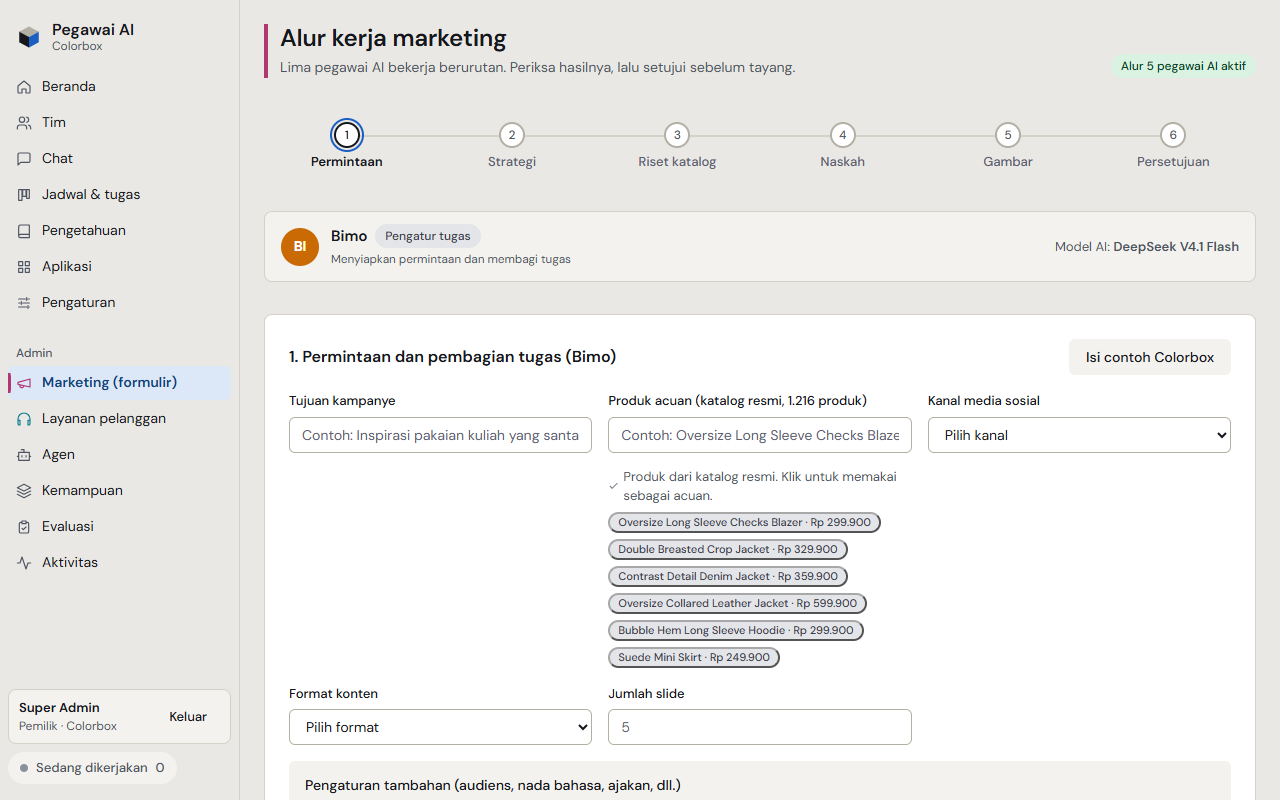 Pegawai AI
Colorbox
Beranda
Tim
Chat
Jadwal & tugas
Pengetahuan
Aplikasi
Pengaturan
Admin
Marketing (formulir)
Layanan pelanggan
Agen
Kemampuan
Evaluasi
Aktivitas
Super Admin
Pemilik · Colorbox
Keluar
Sedang dikerjakan 0
Alur kerja marketing
Lima pegawai AI bekerja berurutan. Periksa hasilnya, lalu setujui sebelum tayang.
Alur 5 pegawai AI aktif
1 2 3 4 5 6
Permintaan Strategi Riset katalog Naskah Gambar Persetujuan
BI
Bimo Pengatur tugas
Menyiapkan permintaan dan membagi tugas
Model AI: DeepSeek V4.1 Flash
1. Permintaan dan pembagian tugas (Bimo)
Isi contoh Colorbox
Tujuan kampanye
Contoh: Inspirasi pakaian kuliah yang santa
Produk acuan (katalog resmi, 1.216 produk)
Contoh: Oversize Long Sleeve Checks Blaze
Kanal media sosial
Pilih kanal
Produk dari katalog resmi. Klik untuk memakai
sebagai acuan.
Oversize Long Sleeve Checks Blazer · Rp 299.900
Double Breasted Crop Jacket · Rp 329.900
Contrast Detail Denim Jacket · Rp 359.900
Oversize Collared Leather Jacket · Rp 599.900
Bubble Hem Long Sleeve Hoodie · Rp 299.900
Suede Mini Skirt · Rp 249.900
Format konten
Pilih format
Jumlah slide
5
Pengaturan tambahan (audiens, nada bahasa, ajakan, dll.)